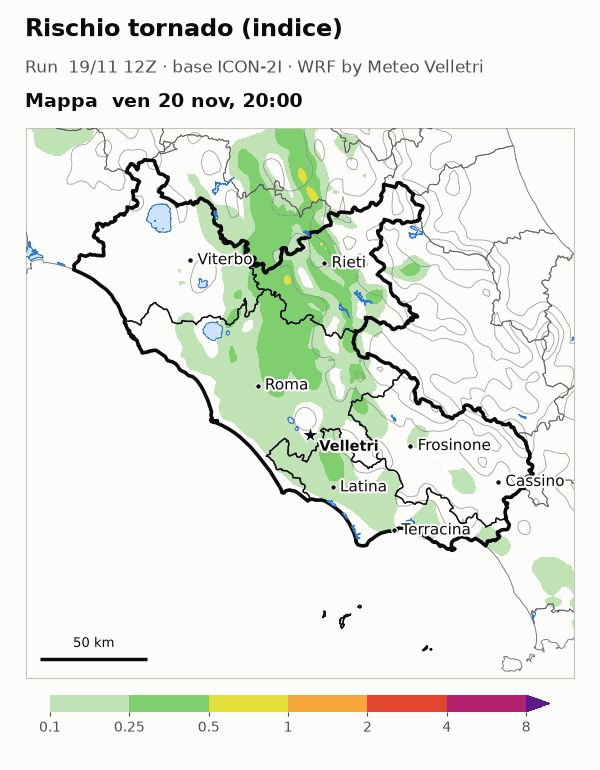 Rischio tornado (indice)
Run  19/11 12Z · base ICON-2I · WRF by Meteo Velletri
Mappa  ven 20 nov, 20:00
Viterbo
Rieti
Roma
Velletri
Frosinone
Latina
Cassino
Terracina
50 km
0.1 0.25 0.5 1 2 4 8